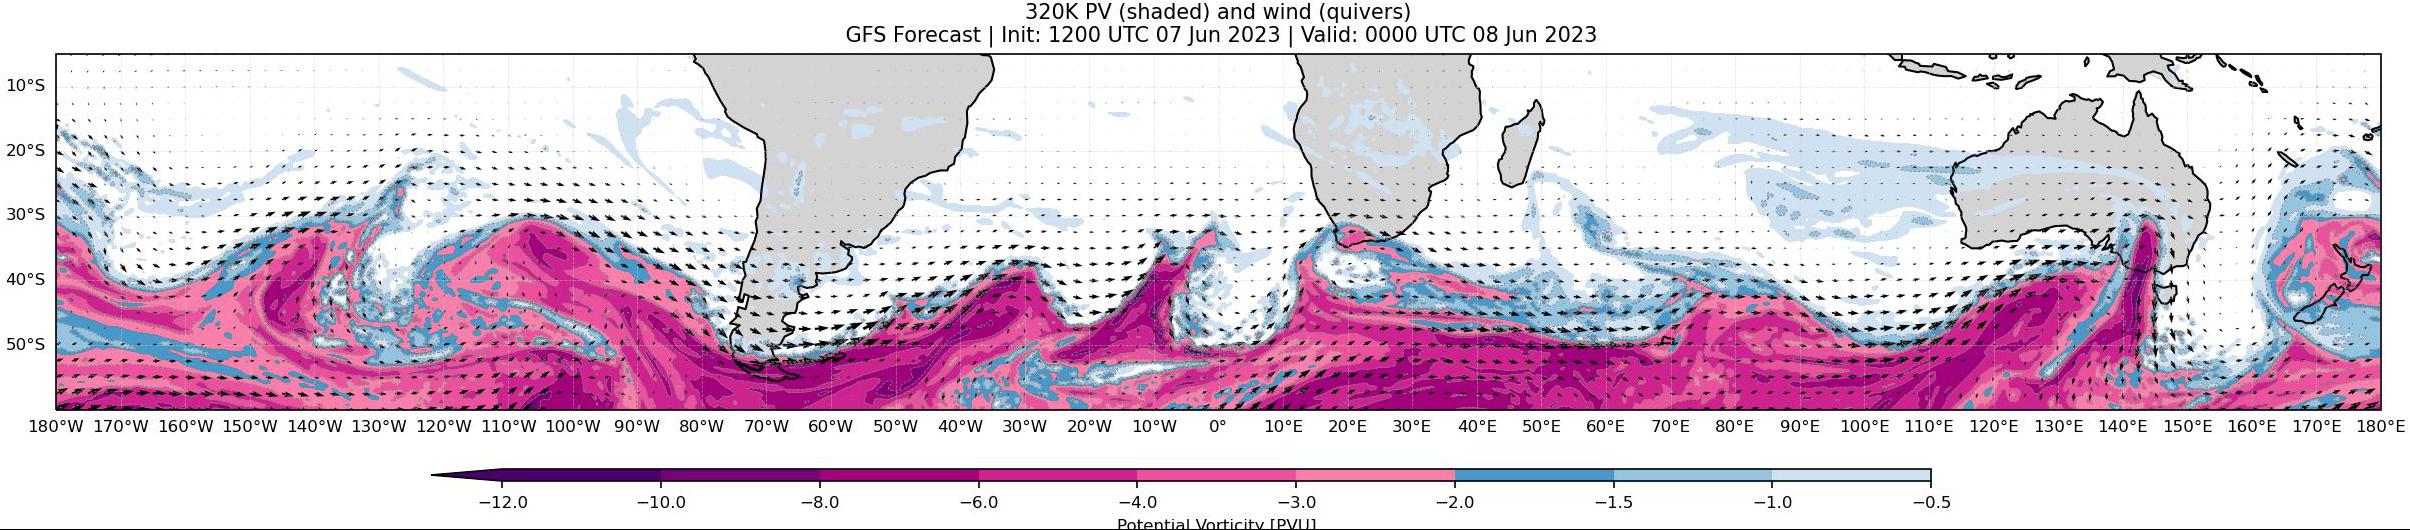 320K PV (shaded) and wind (quivers)
GFS Forecast | Init: 1200 UTC 07 Jun 2023 | Valid: 0000 UTC 08 Jun 2023
10°S
20°S
30°S
40°S
50°S
180°W 170°W 160°W 150°W 140°W 130°W 120°W 110°W 100°W 90°W 80°W 70°W 60°W 50°W 40°W 30°W 20°W 10°W 0° 10°E 20°E 30°E 40°E 50°E 60°E 70°E 80°E 90°E 100°E 110°E 120°E 130°E 140°E 150°E 160°E 170°E 180°E
−12.0 −10.0 −8.0 −6.0 −4.0 −3.0 −2.0 −1.5 −1.0 −0.5
Potential Vorticity [PVU]